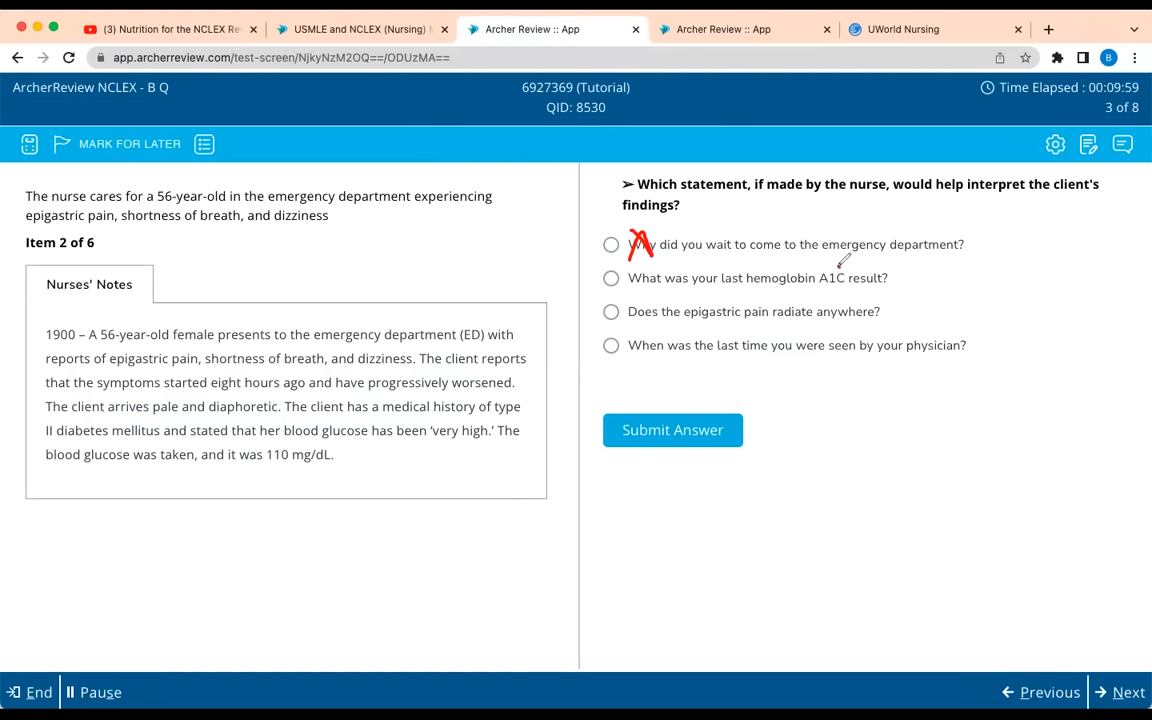 (3) Nutrition for the NCLEX Re
USMLE and NCLEX (Nursing) M
Archer Review :: App
Archer Review :: App
UWorld Nursing
app.archerreview.com/test-screen/NjkyNzM2OQ==/ODUzMA==
B
ArcherReview NCLEX - B Q
6927369 (Tutorial)
Time Elapsed : 00:09:59
QID: 8530
3 of 8
MARK FOR LATER
The nurse cares for a 56-year-old in the emergency department experiencing
epigastric pain, shortness of breath, and dizziness
Item 2 of 6
Nurses' Notes
1900 – A 56-year-old female presents to the emergency department (ED) with
reports of epigastric pain, shortness of breath, and dizziness. The client reports
that the symptoms started eight hours ago and have progressively worsened.
The client arrives pale and diaphoretic. The client has a medical history of type
II diabetes mellitus and stated that her blood glucose has been ‘very high.’ The
blood glucose was taken, and it was 110 mg/dL.
➢ Which statement, if made by the nurse, would help interpret the client's
findings?
Why did you wait to come to the emergency department?
What was your last hemoglobin A1C result?
Does the epigastric pain radiate anywhere?
When was the last time you were seen by your physician?
Submit Answer
End
Pause
Previous
Next